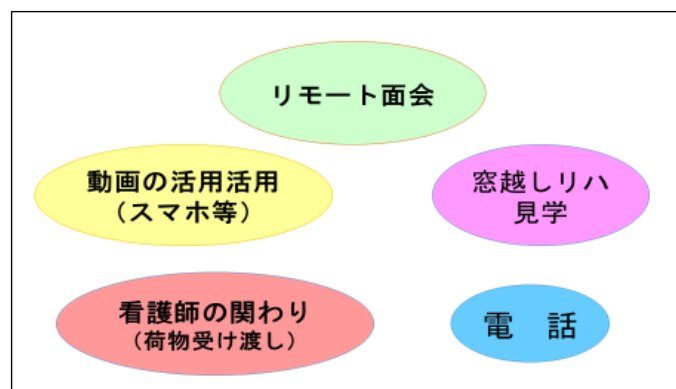 リモート面会
動画の活用活用
（スマホ等）
窓越しリハ
見学
看護師の関わり
（荷物受け渡し）
電　話